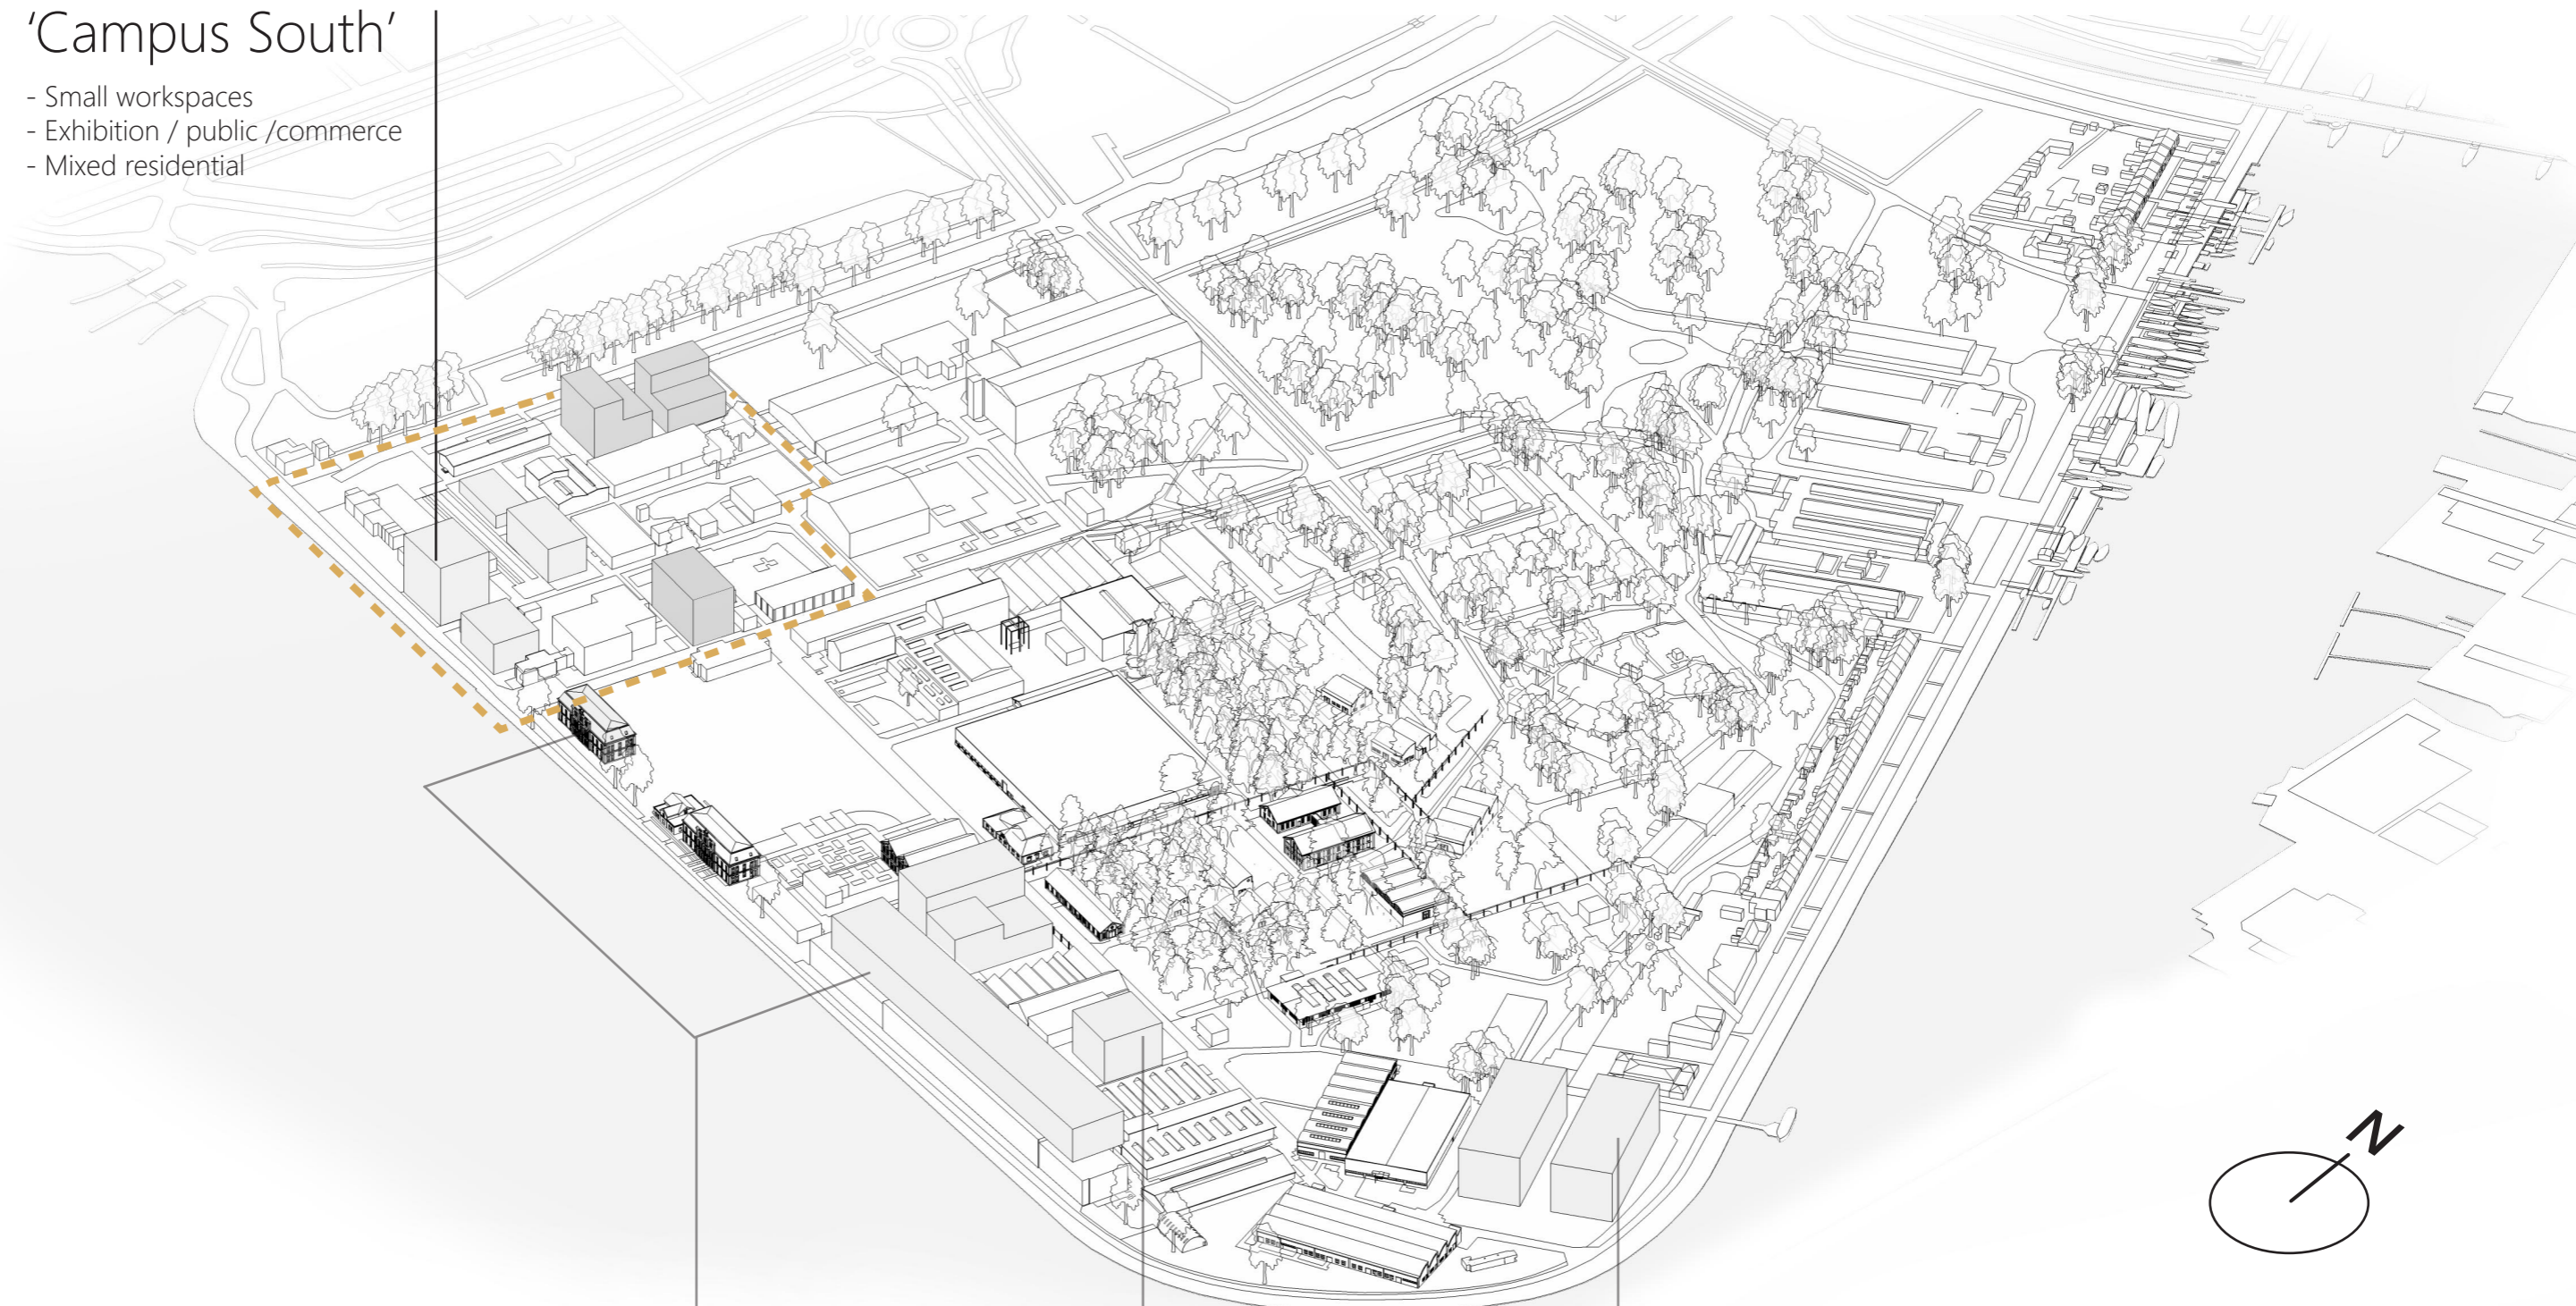 ‘Campus South’
- Small workspaces
- Exhibition / public /commerce
- Mixed residential
N